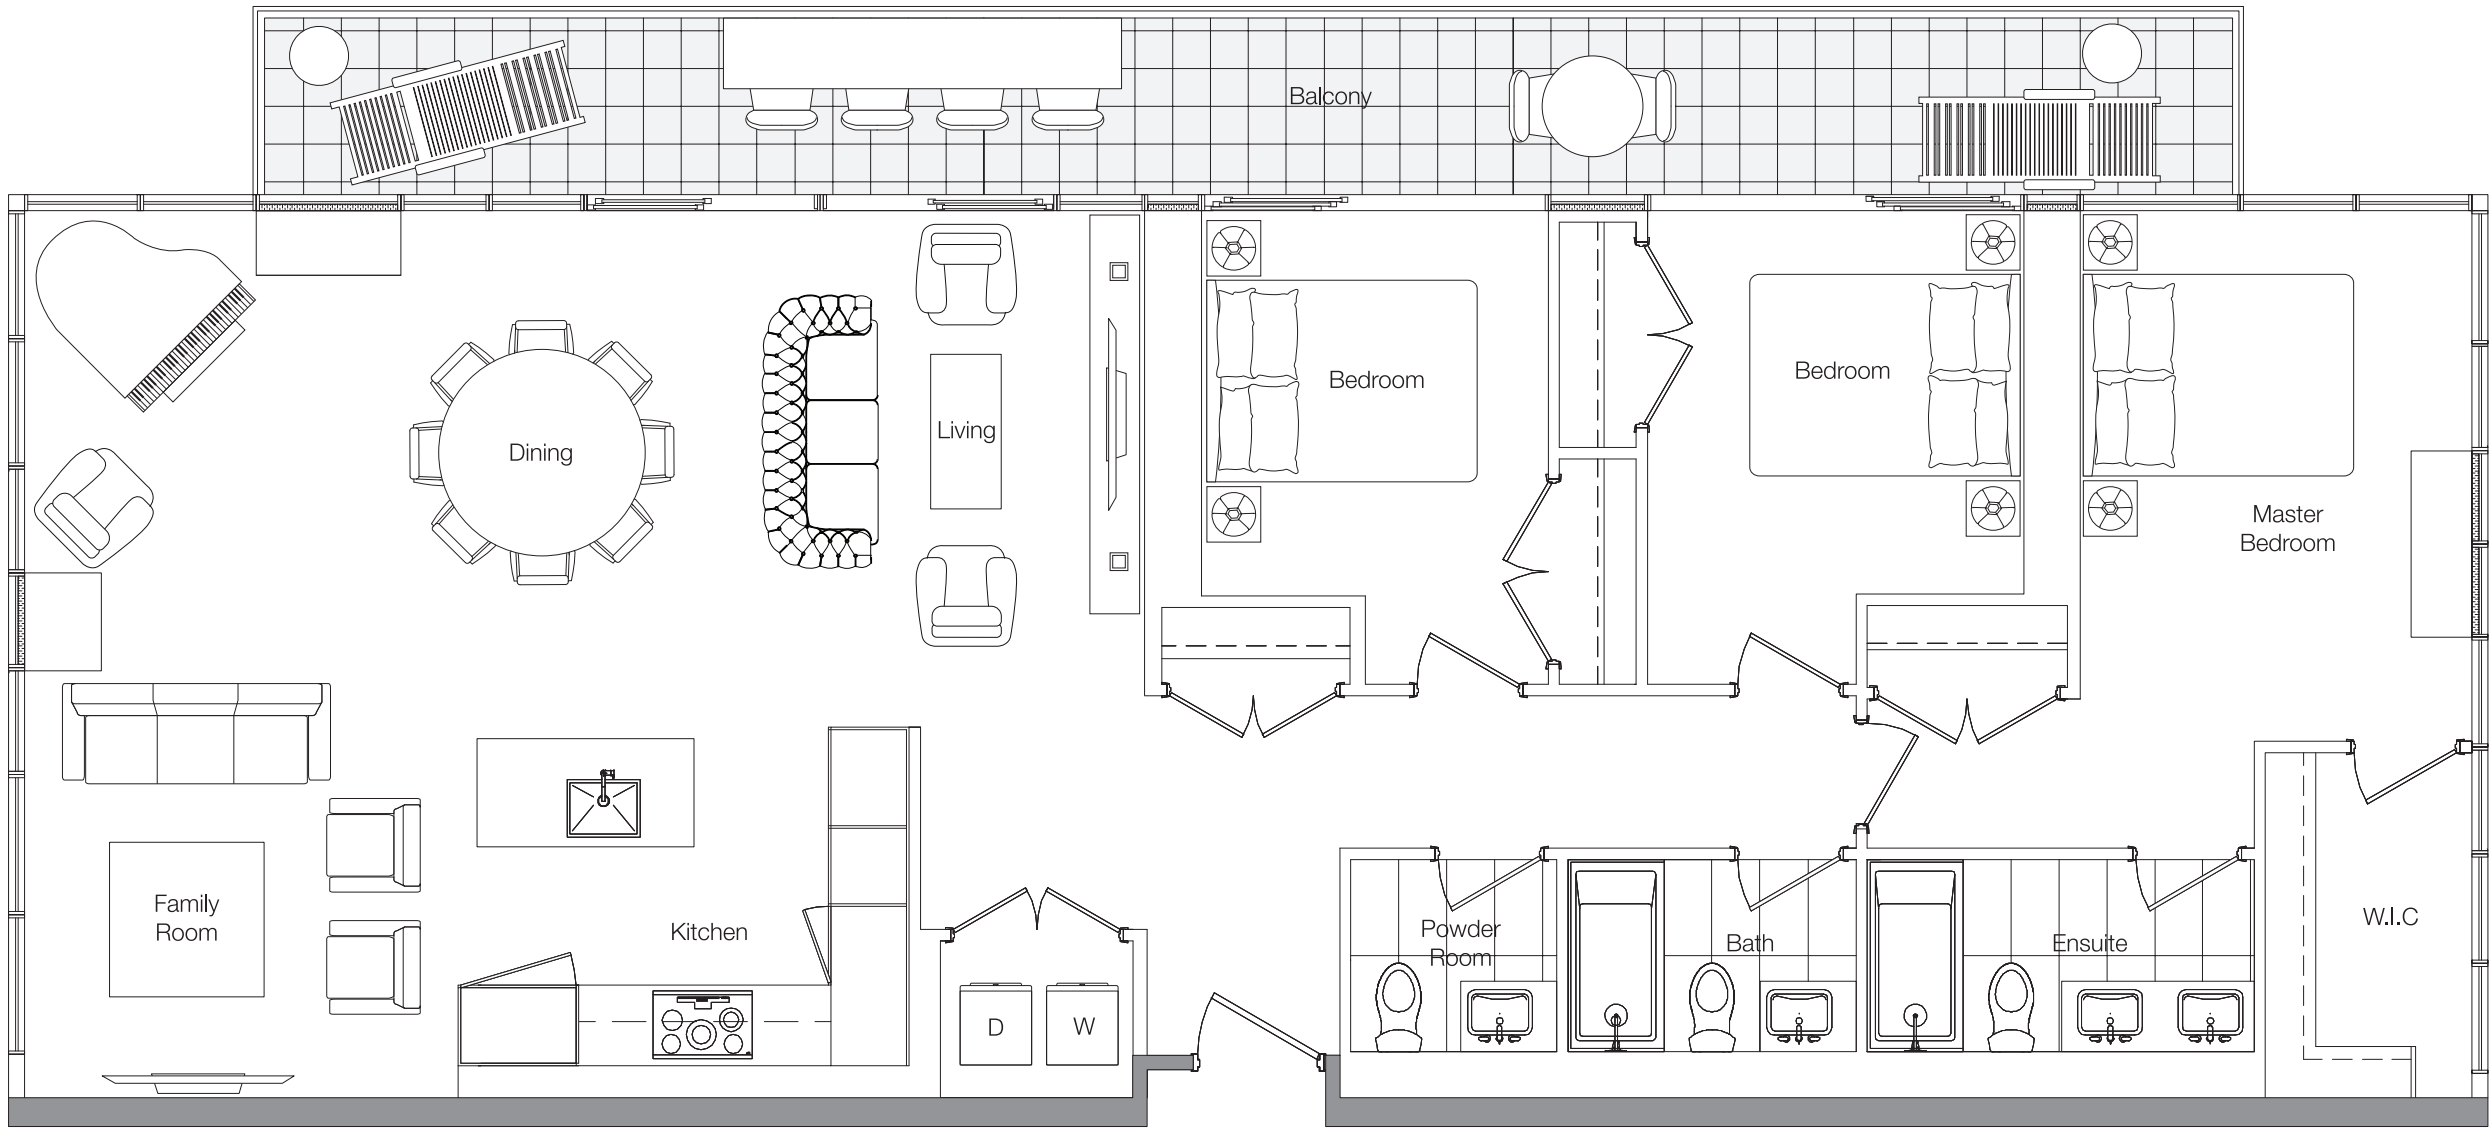 Balcony
Bedroom
Bedroom
Living
Dining
Master
Bedroom
Family
Room
Kitchen
Powder
Room
Bath
Ensuite
W.I.C
D
W